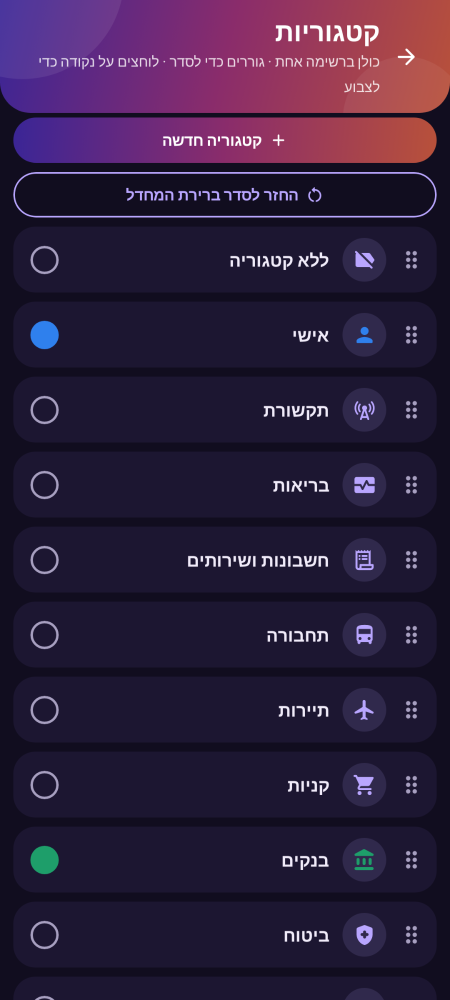 קטגוריות
כולן ברשימה אחת · גוררים כדי לסדר · לוחצים על נקודה כדי
לצבוע
+ קטגוריה חדשה
החזר לסדר ברירת המחדל
ללא קטגוריה
אישי
תקשורת
בריאות
חשבונות ושירותים
תחבורה
תיירות
קניות
בנקים
ביטוח